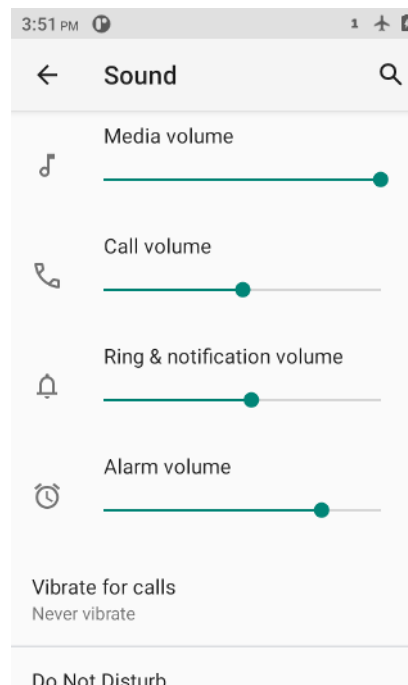 3:51 PM 1
Sound
Media volume
Call volume
Ring & notification volume
Alarm volume
Vibrate for calls
Never vibrate
Do Not Disturb